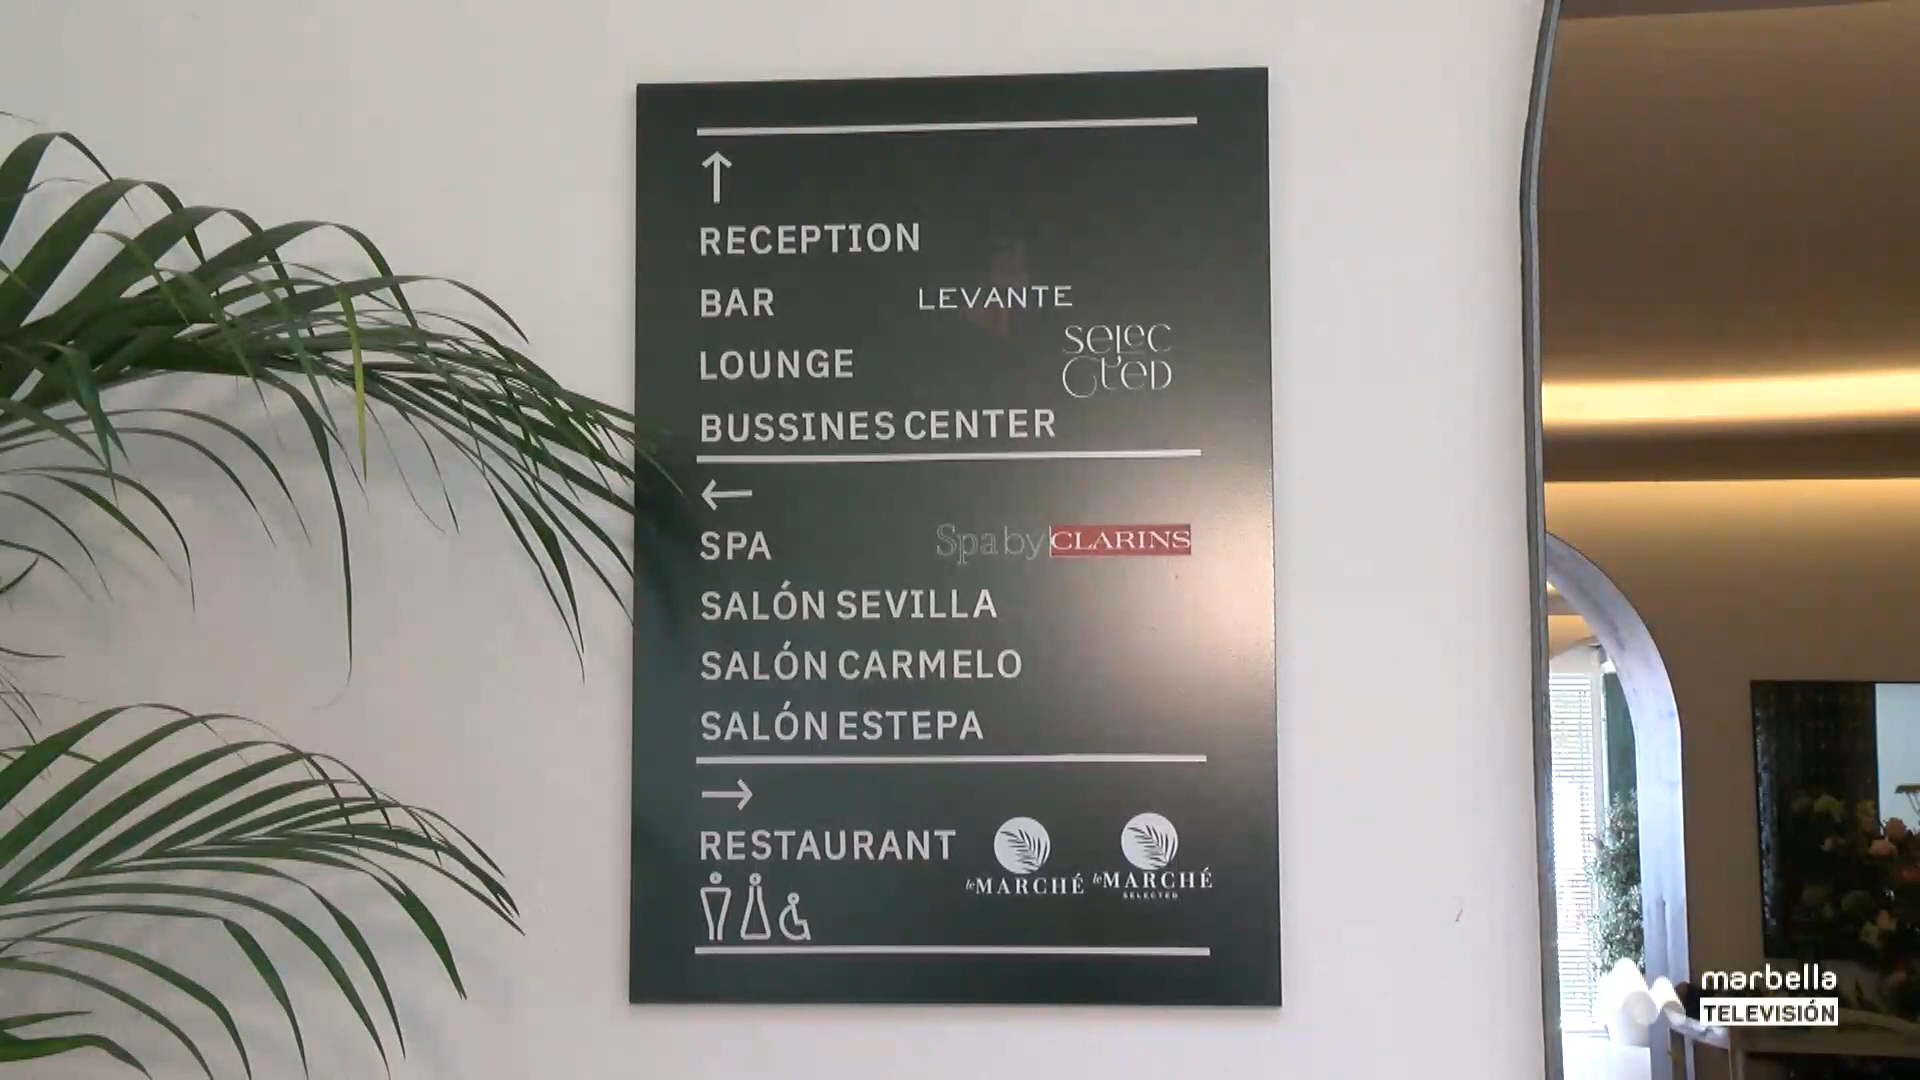 RECEPTION
BAR LEVANTE
LOUNGE SELECTED
BUSSINES CENTER
SPA Spa by CLARINS
SALÓN SEVILLA
SALÓN CARMELO
SALÓN ESTEPA
RESTAURANT
le MARCHÉ le MARCHÉ
SELECTED
marbella
TELEVISIÓN